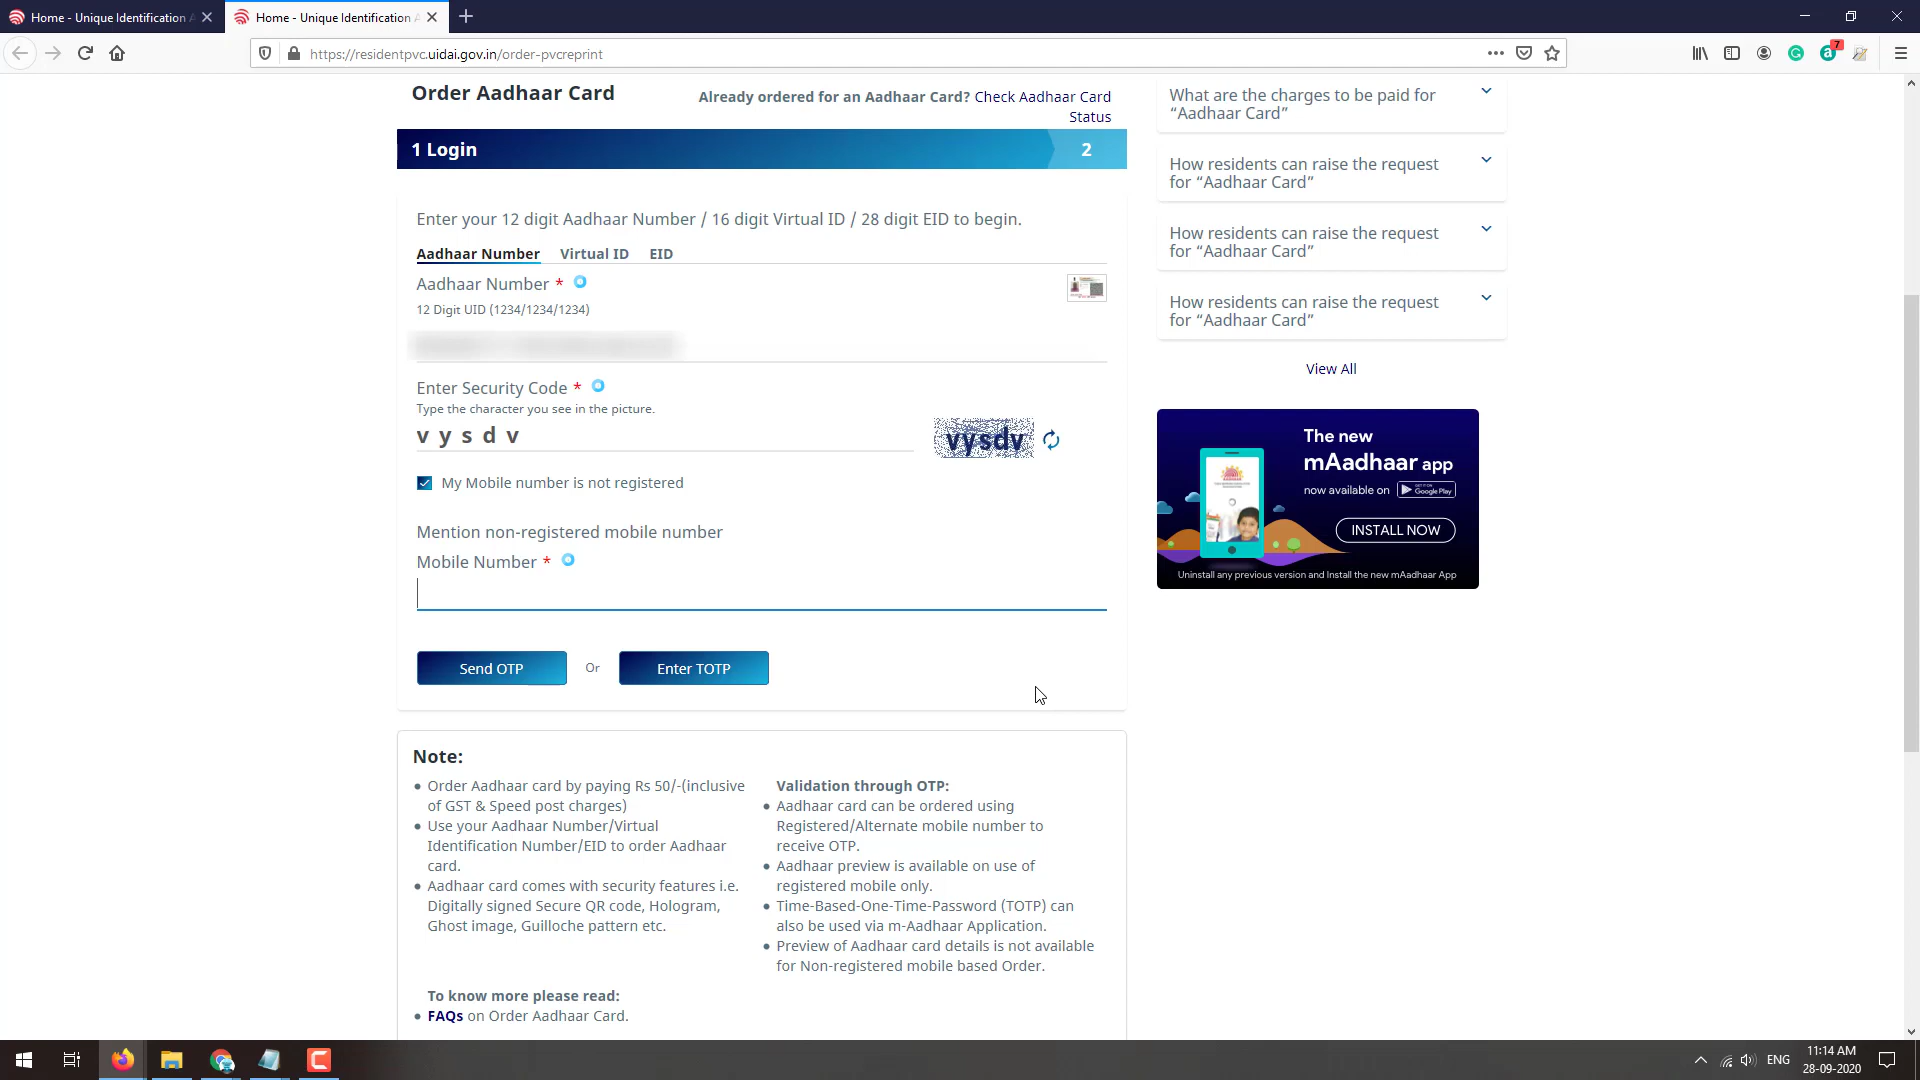 Home - Unique Identification A
Home - Unique Identification A
https://residentpvc.uidai.gov.in/order-pvcreprint
7
Order Aadhaar Card
Already ordered for an Aadhaar Card? Check Aadhaar Card
Status
1 Login
2
Enter your 12 digit Aadhaar Number / 16 digit Virtual ID / 28 digit EID to begin.
Aadhaar Number Virtual ID EID
Aadhaar Number *
12 Digit UID (1234/1234/1234)
Enter Security Code *
Type the character you see in the picture.
v y s d v
vysdv
My Mobile number is not registered
Mention non-registered mobile number
Mobile Number *
Send OTP Or Enter TOTP
Note:
Order Aadhaar card by paying Rs 50/-(inclusive
of GST & Speed post charges)
Use your Aadhaar Number/Virtual
Identification Number/EID to order Aadhaar
card.
Aadhaar card comes with security features i.e.
Digitally signed Secure QR code, Hologram,
Ghost image, Guilloche pattern etc.
Validation through OTP:
Aadhaar card can be ordered using
Registered/Alternate mobile number to
receive OTP.
Aadhaar preview is available on use of
registered mobile only.
Time-Based-One-Time-Password (TOTP) can
also be used via m-Aadhaar Application.
Preview of Aadhaar card details is not available
for Non-registered mobile based Order.
To know more please read:
FAQs on Order Aadhaar Card.
What are the charges to be paid for
“Aadhaar Card”
How residents can raise the request
for “Aadhaar Card”
How residents can raise the request
for “Aadhaar Card”
How residents can raise the request
for “Aadhaar Card”
View All
The new
mAadhaar app
now available on GET IT ON Google Play
INSTALL NOW
Uninstall any previous version and Install the new mAadhaar App
ENG
11:14 AM
28-09-2020